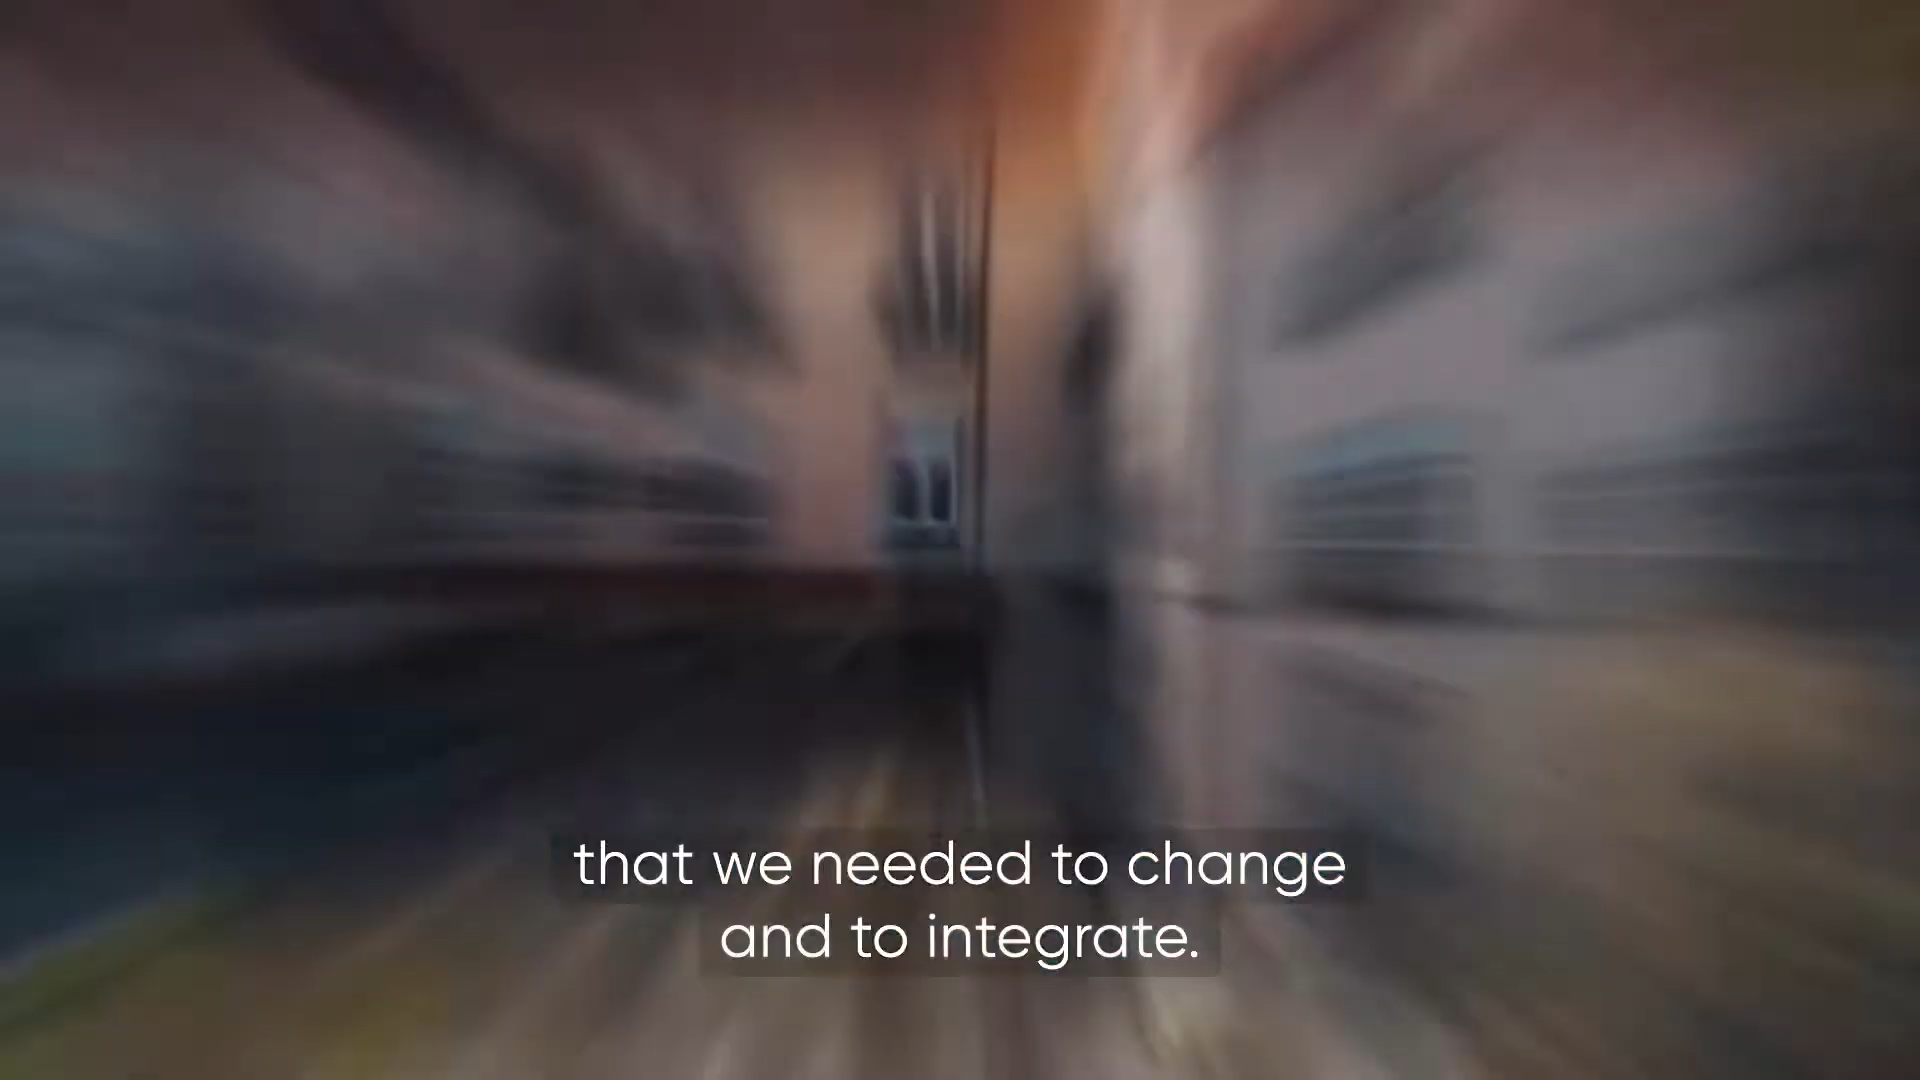 that we needed to change
and to integrate.